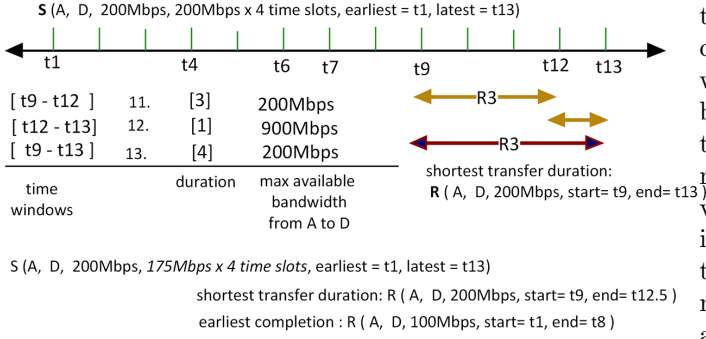 S (A, D, 200Mbps, 200Mbps x 4 time slots, earliest = t1, latest = t13)
t1 t4 t6 t7 t9 t12 t13
[ t9 - t12 ] 11. [3] 200Mbps R3
[ t12 - t13] 12. [1] 900Mbps
[ t9 - t13 ] 13. [4] 200Mbps R3
shortest transfer duration:
R ( A, D, 200Mbps, start= t9, end= t13 )
time windows
duration
max available
bandwidth
from A to D
S (A, D, 200Mbps, 175Mbps x 4 time slots, earliest = t1, latest = t13)
shortest transfer duration: R ( A, D, 200Mbps, start= t9, end= t12.5 )
earliest completion : R ( A, D, 100Mbps, start= t1, end= t8 )